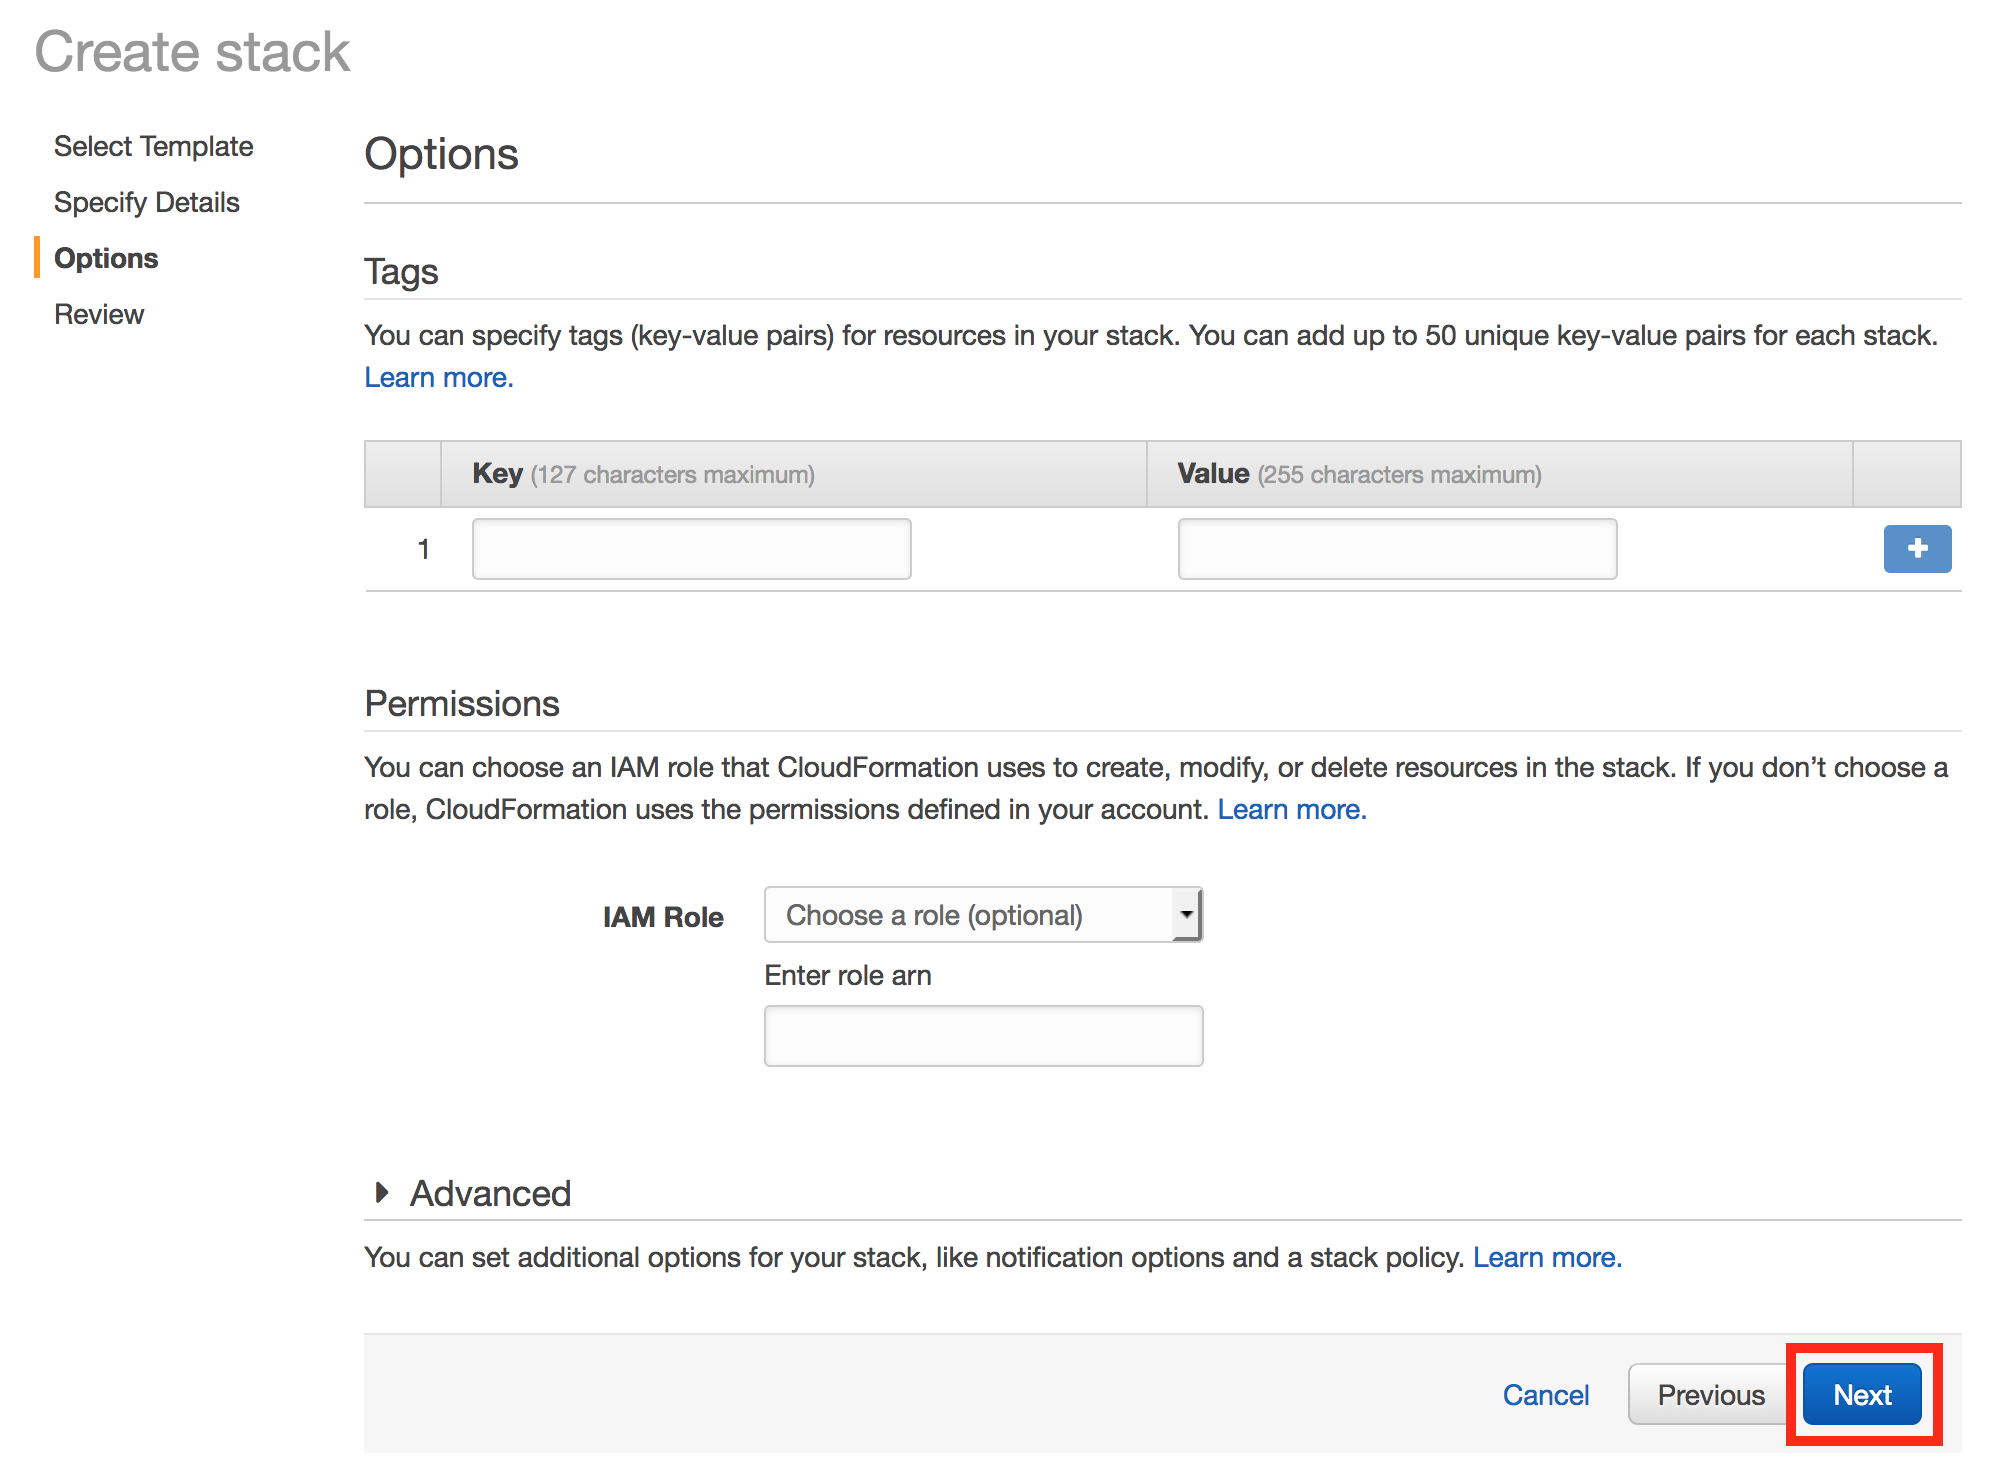 Create stack
Select Template
Specify Details
Options
Review
Options
Tags
You can specify tags (key-value pairs) for resources in your stack. You can add up to 50 unique key-value pairs for each stack.
Learn more.
Key (127 characters maximum) Value (255 characters maximum)
1
Permissions
You can choose an IAM role that CloudFormation uses to create, modify, or delete resources in the stack. If you don’t choose a
role, CloudFormation uses the permissions defined in your account. Learn more.
IAM Role Choose a role (optional)
Enter role arn
Advanced
You can set additional options for your stack, like notification options and a stack policy. Learn more.
Cancel Previous Next